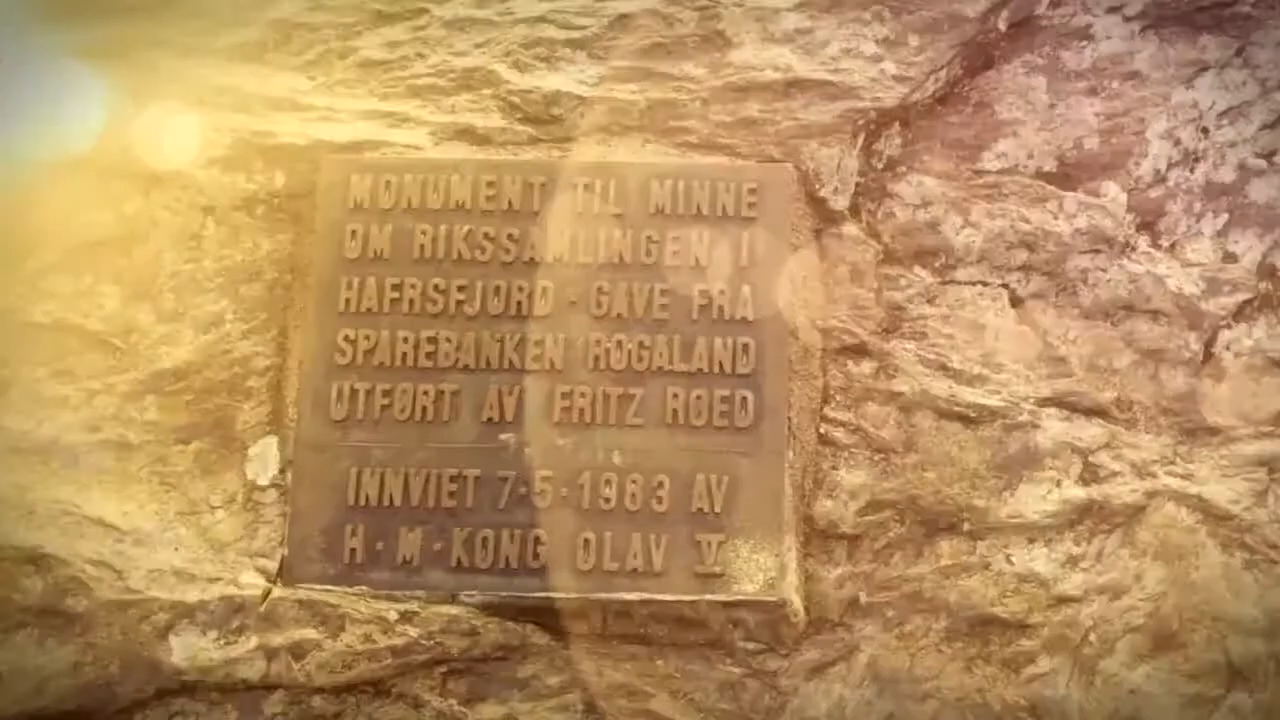 MONUMENT TIL MINNE
OM RIKSSAMLINGEN I
HAFRSFJORD - GAVE FRA
SPAREBANKEN ROGALAND
UTFØRT AV FRITZ RØED
INNVIET 7-5-1983 AV
H·M·KONG OLAV V